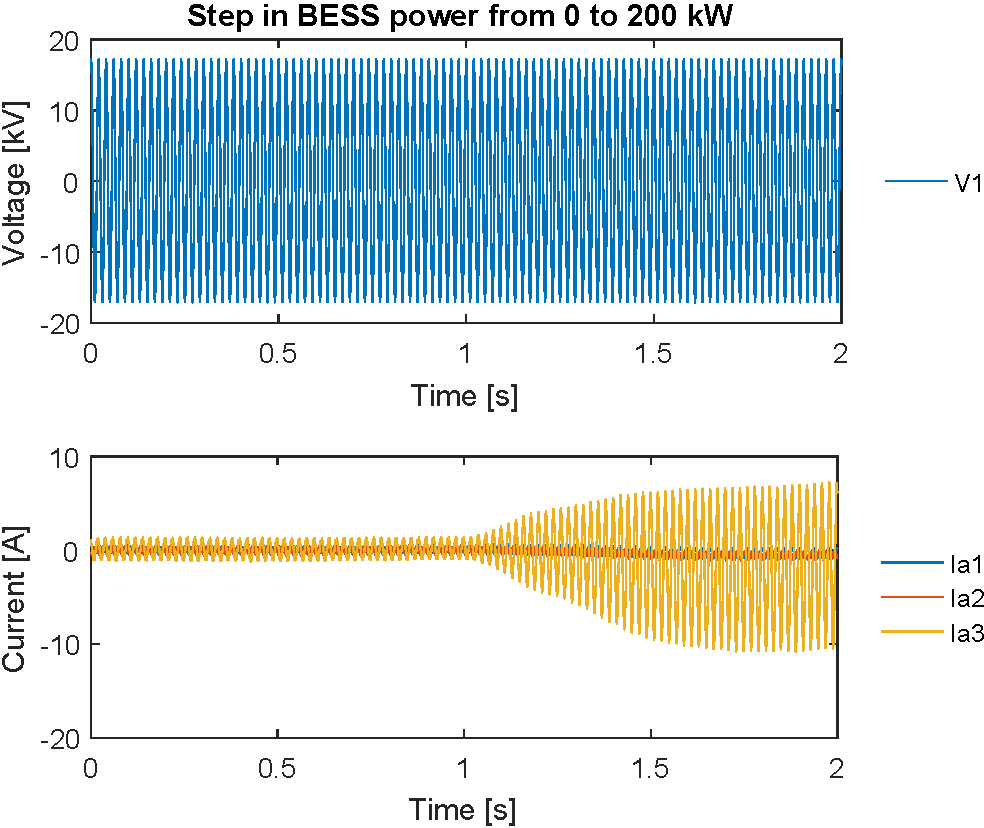 Step in BESS power from 0 to 200 kW
20
10
0
-10
-20
Voltage [kV]
0 0.5 1 1.5 2
Time [s]
V1
10
0
-10
-20
Current [A]
0 0.5 1 1.5 2
Time [s]
Ia1
Ia2
Ia3